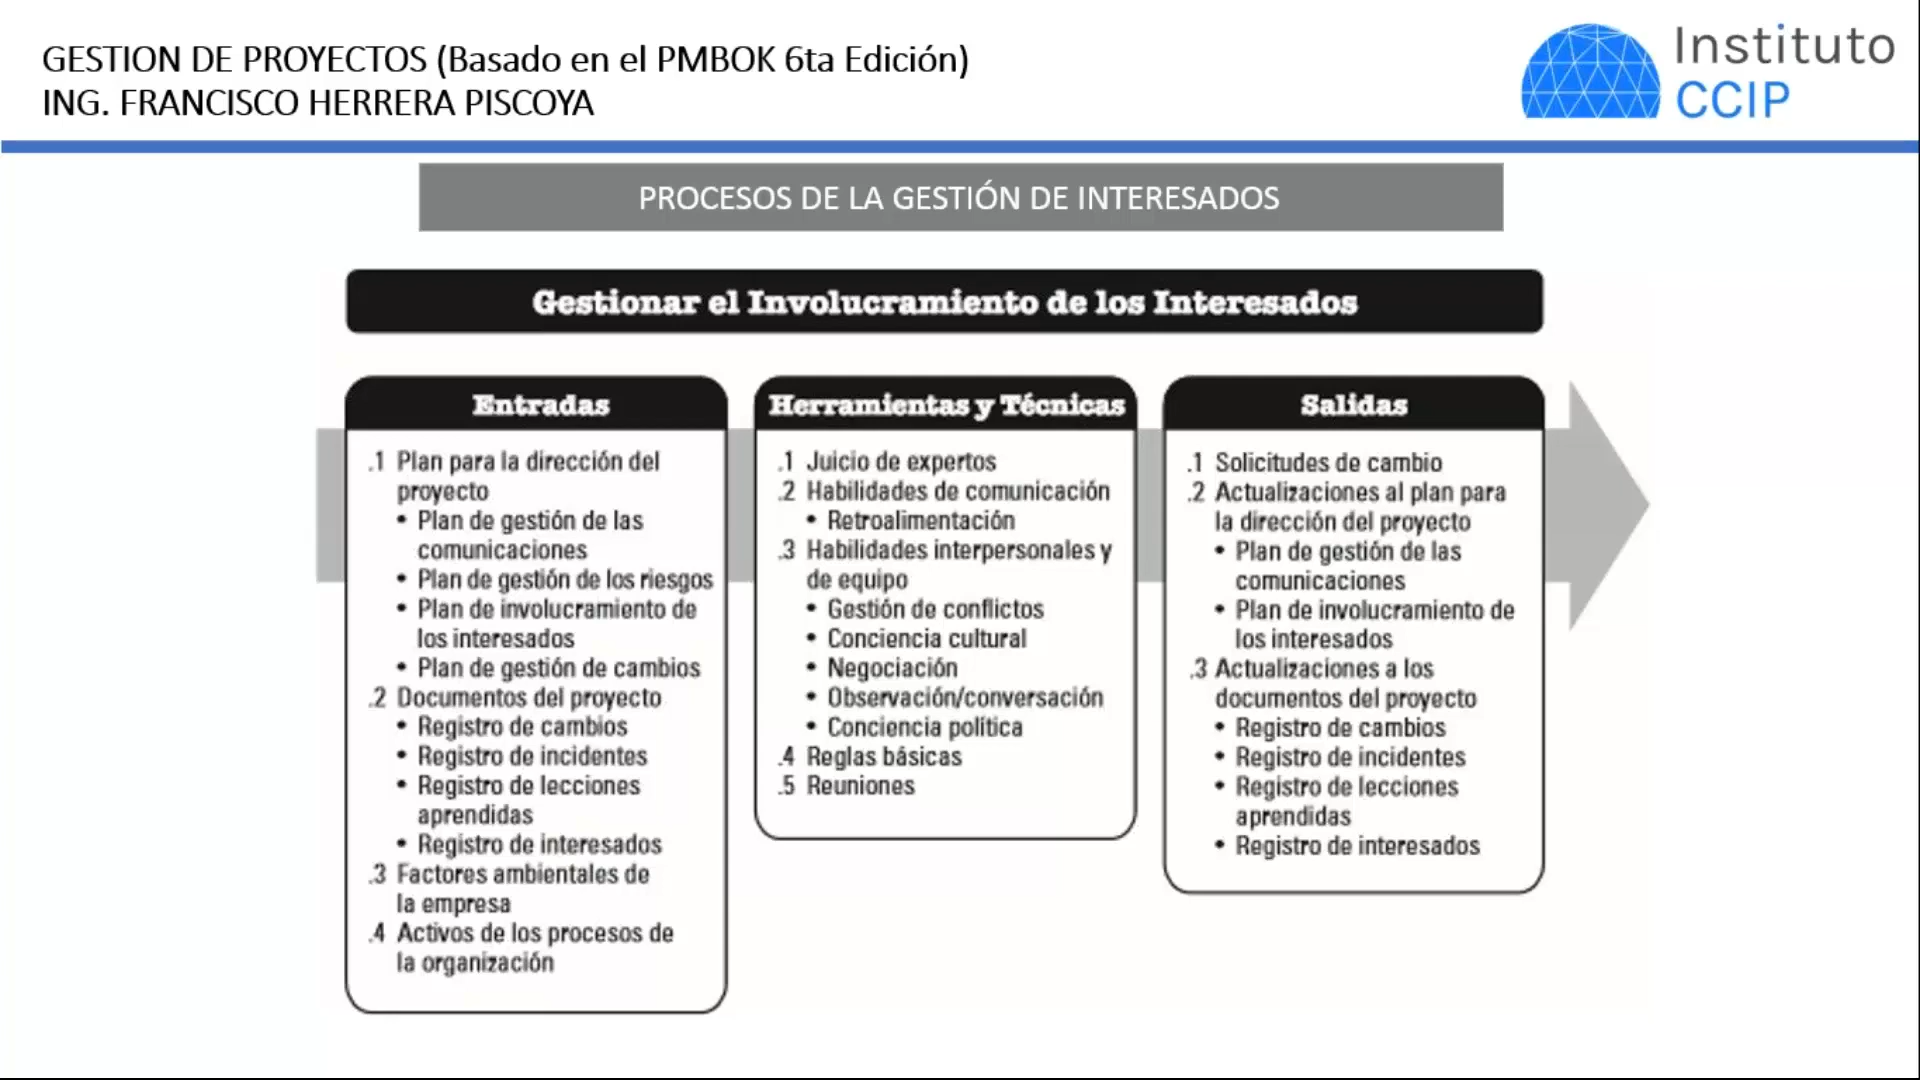 GESTION DE PROYECTOS (Basado en el PMBOK 6ta Edición)
ING. FRANCISCO HERRERA PISCOYA
Instituto
CCIP
PROCESOS DE LA GESTIÓN DE INTERESADOS
Gestionar el Involucramiento de los Interesados
Entradas
.1 Plan para la dirección del
proyecto
• Plan de gestión de las
comunicaciones
• Plan de gestión de los riesgos
• Plan de involucramiento de
los interesados
• Plan de gestión de cambios
.2 Documentos del proyecto
• Registro de cambios
• Registro de incidentes
• Registro de lecciones
aprendidas
• Registro de interesados
.3 Factores ambientales de
la empresa
.4 Activos de los procesos de
la organización
Herramientas y Técnicas
.1 Juicio de expertos
.2 Habilidades de comunicación
• Retroalimentación
.3 Habilidades interpersonales y
de equipo
• Gestión de conflictos
• Conciencia cultural
• Negociación
• Observación/conversación
• Conciencia política
.4 Reglas básicas
.5 Reuniones
Salidas
.1 Solicitudes de cambio
.2 Actualizaciones al plan para
la dirección del proyecto
• Plan de gestión de las
comunicaciones
• Plan de involucramiento de
los interesados
.3 Actualizaciones a los
documentos del proyecto
• Registro de cambios
• Registro de incidentes
• Registro de lecciones
aprendidas
• Registro de interesados